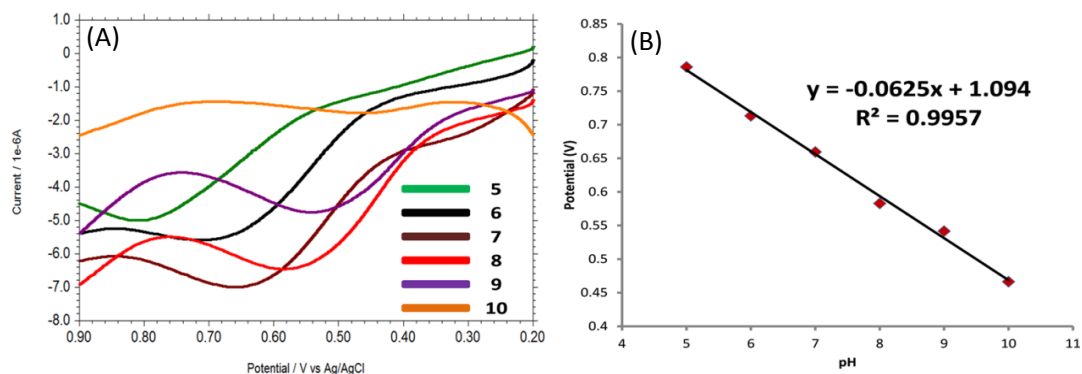 (A)
1.0
0
-1.0
-2.0
-3.0
-4.0
-5.0
-6.0
-7.0
-8.0
Current / 1e-6A
0.90 0.80 0.70 0.60 0.50 0.40 0.30 0.20
Potential / V vs Ag/AgCl
5
6
7
8
9
10
(B)
0.85
0.8
0.75
0.7
0.65
0.6
0.55
0.5
0.45
0.4
Potential (V)
y = -0.0625x + 1.094
R² = 0.9957
4 5 6 7 8 9 10 11
pH